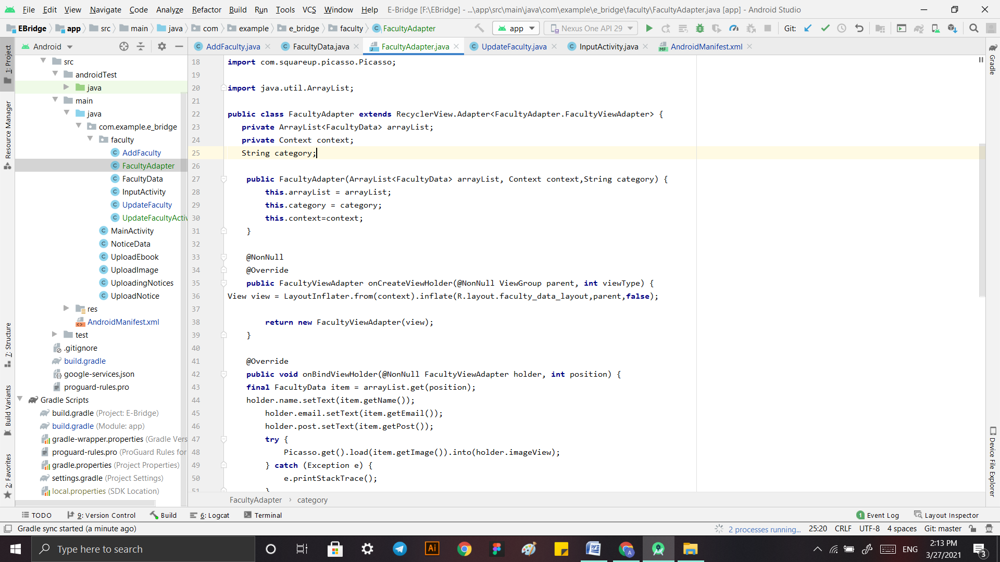 File Edit View Navigate Code Analyze Refactor Build Run Tools VCS Window Help E-Bridge [F:\EBridge] - ...\app\src\main\java\com\example\e_bridge\faculty\FacultyAdapter.java [app] - Android Studio
EBridge app src main java com example e_bridge faculty FacultyAdapter app Nexus One API 29 Git:
Android AddFaculty.java FacultyData.java FacultyAdapter.java UpdateFaculty.java InputActivity.java AndroidManifest.xml
1: Project
Resource Manager
7: Structure
Build Variants
2: Favorites
src
androidTest
java
main
java
com.example.e_bridge
faculty
AddFaculty
FacultyAdapter
FacultyData
InputActivity
UpdateFaculty
UpdateFacultyActiv
MainActivity
NoticeData
UploadEbook
UploadImage
UploadingNotices
UploadNotice
res
AndroidManifest.xml
test
.gitignore
build.gradle
google-services.json
proguard-rules.pro
Gradle Scripts
build.gradle (Project: E-Bridge)
build.gradle (Module: app)
gradle-wrapper.properties (Gradle Vers
proguard-rules.pro (ProGuard Rules for
gradle.properties (Project Properties)
settings.gradle (Project Settings)
local.properties (SDK Location)
18 import com.squareup.picasso.Picasso;
19
20 import java.util.ArrayList;
21
22 public class FacultyAdapter extends RecyclerView.Adapter<FacultyAdapter.FacultyViewAdapter> {
23 private ArrayList<FacultyData> arrayList;
24 private Context context;
25 String category;
26
27 public FacultyAdapter(ArrayList<FacultyData> arrayList, Context context,String category) {
28 this.arrayList = arrayList;
29 this.category = category;
30 this.context=context;
31 }
32
33 @NonNull
34 @Override
35 public FacultyViewAdapter onCreateViewHolder(@NonNull ViewGroup parent, int viewType) {
36 View view = LayoutInflater.from(context).inflate(R.layout.faculty_data_layout,parent,false);
37
38 return new FacultyViewAdapter(view);
39 }
40
41 @Override
42 public void onBindViewHolder(@NonNull FacultyViewAdapter holder, int position) {
43 final FacultyData item = arrayList.get(position);
44 holder.name.setText(item.getName());
45 holder.email.setText(item.getEmail());
46 holder.post.setText(item.getPost());
47 try {
48 Picasso.get().load(item.getImage()).into(holder.imageView);
49 } catch (Exception e) {
50 e.printStackTrace();
51 }
FacultyAdapter category
Gradle
Device File Explorer
TODO 9: Version Control Build 6: Logcat Terminal 1 Event Log Layout Inspector
Gradle sync started (a minute ago) 2 processes running... 25:20 CRLF UTF-8 4 spaces Git: master
Type here to search ENG 2:13 PM
3/27/2021 3